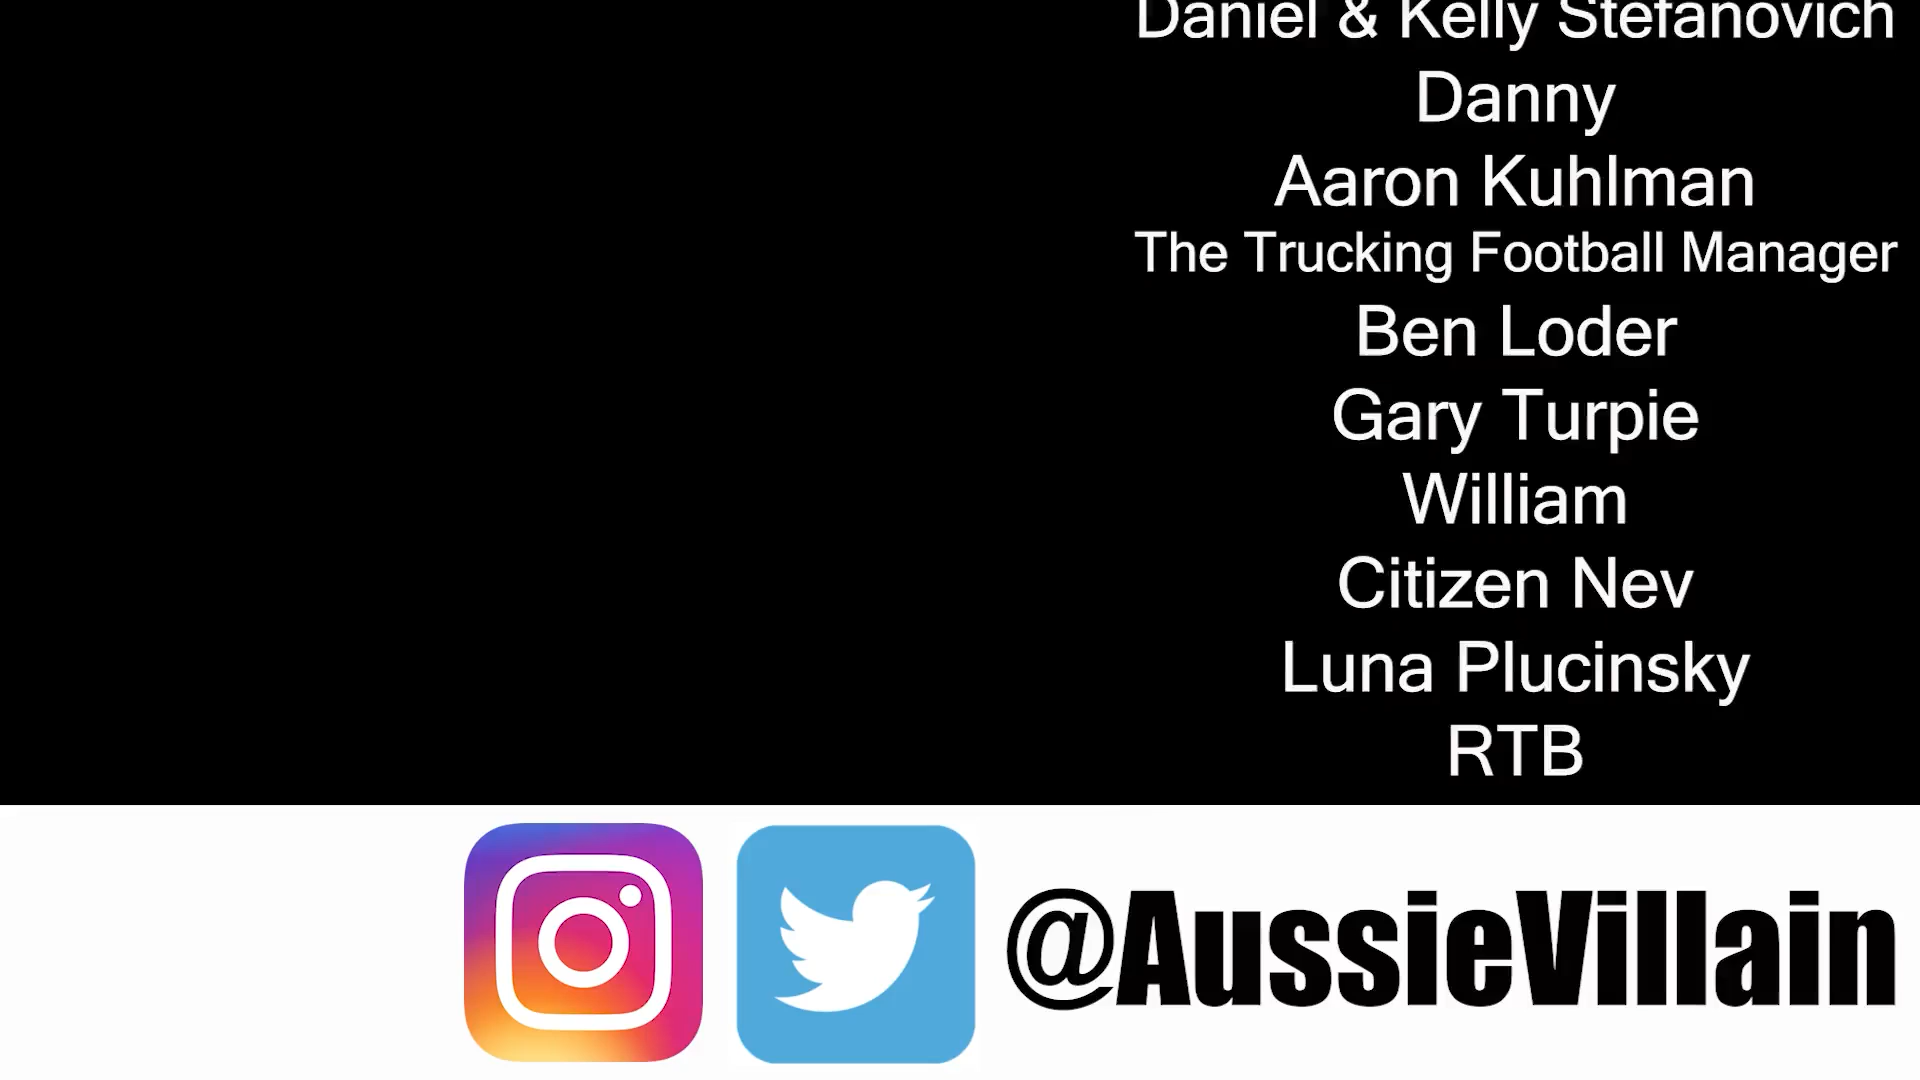 Daniel & Kelly Stefanovich
Danny
Aaron Kuhlman
The Trucking Football Manager
Ben Loder
Gary Turpie
William
Citizen Nev
Luna Plucinsky
RTB
@AussieVillain